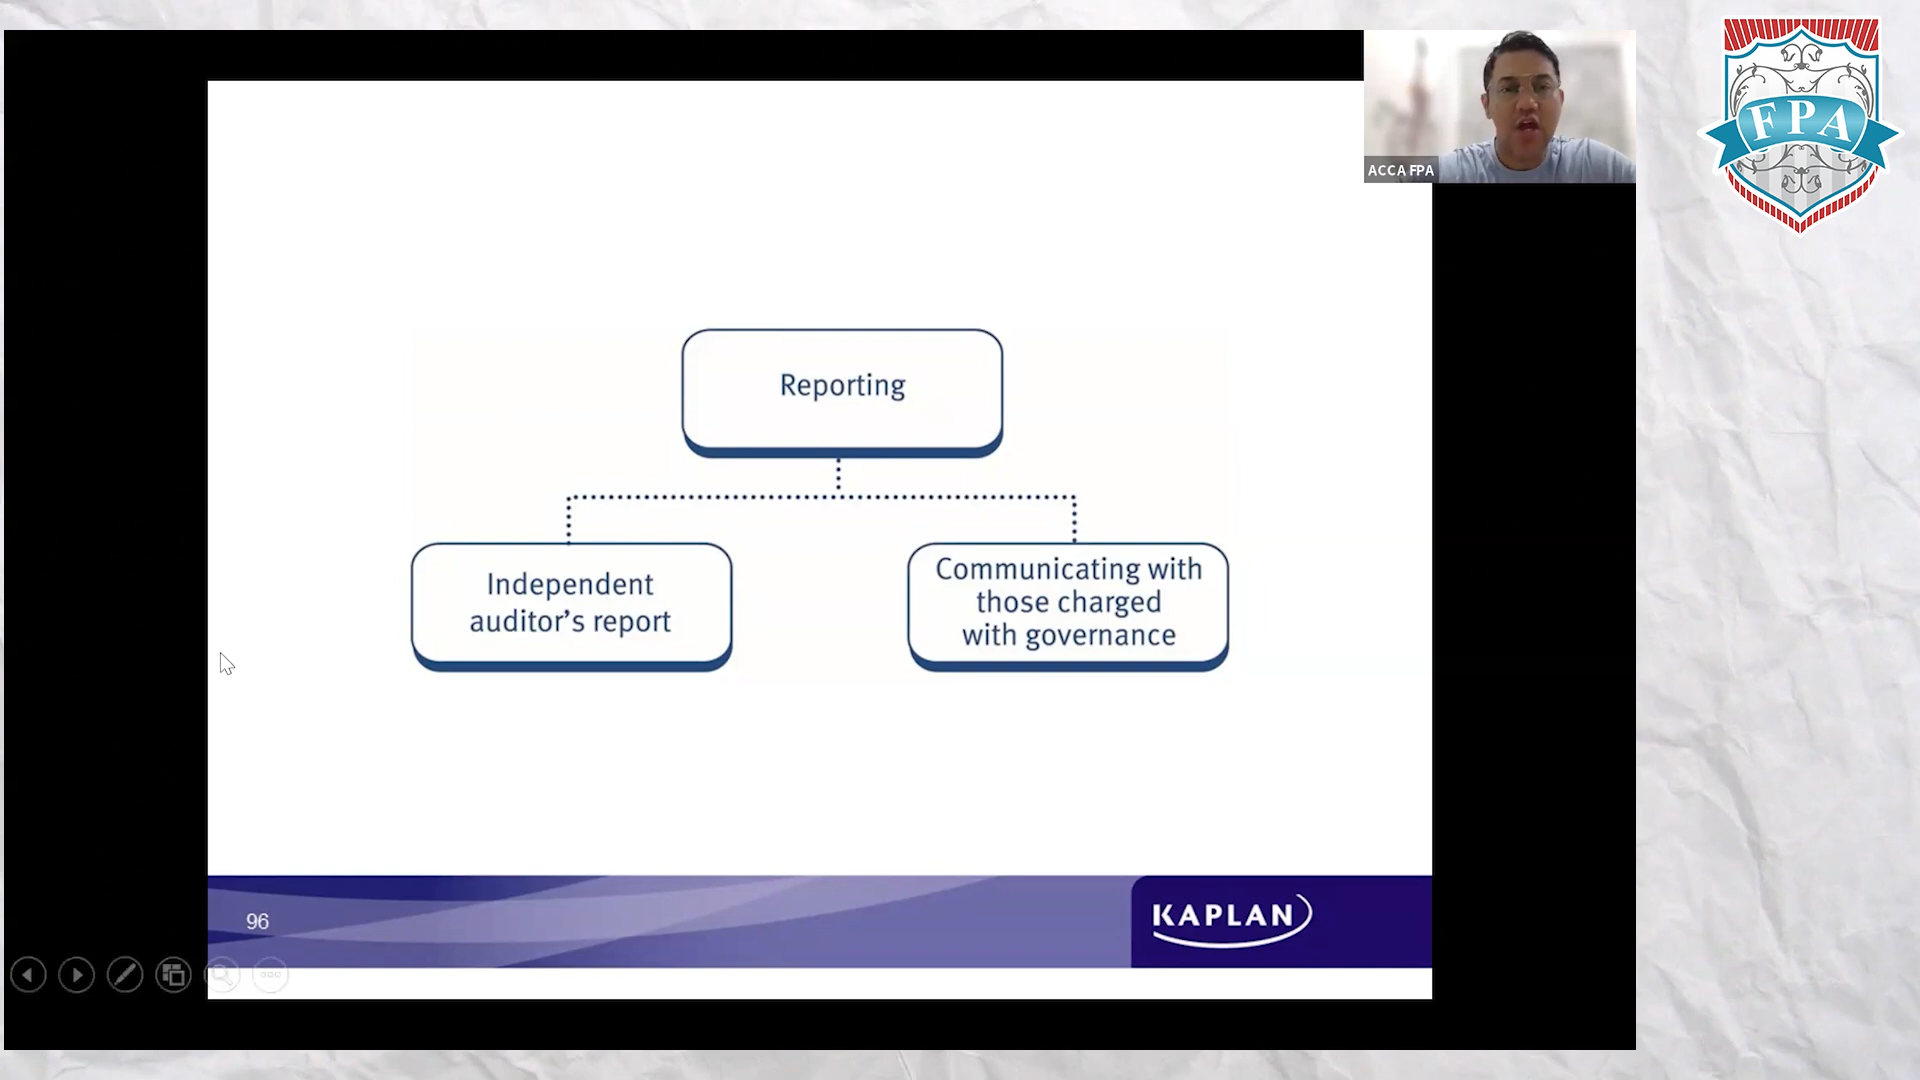 ACCA FPA
FPA
Reporting
Independent
auditor’s report
Communicating with
those charged
with governance
96
KAPLAN